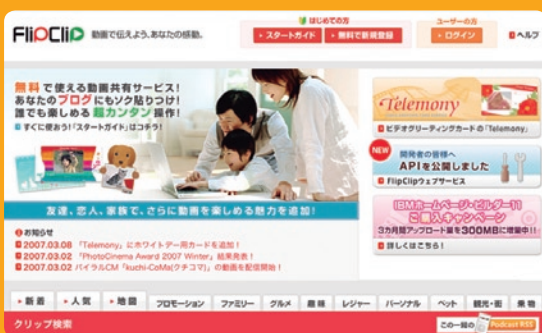 FlipClip 動画で伝えよう、あなたの感動。
はじめての方
スタートガイド
無料で新規登録
ユーザーの方
ログイン
ヘルプ
無料で使える動画共有サービス!
あなたのブログにもソク貼りつけ!
誰でも楽しめる超カンタン操作!
すぐに使おう!「スタートガイド」はコチラ!
友達、恋人、家族で、さらに動画を楽しめる魅力を追加!
Telemony
ビデオグリーティングカードの「Telemony」
NEW
開発者の皆様へ
APIを公開しました
FlipClipウェブサービス
IBMホームページ・ビルダー11
ご購入キャンペーン
3カ月間アップロード量を300MBに増量中!!
詳しくはこちら!
お知らせ
2007.03.08 「Telemony」にホワイトデー用カードを追加!
2007.03.02 「PhotoCinema Award 2007 Winter」結果発表!
2007.03.02 バイラルCM「kuchi-CoMa(クチコマ)」の動画を配信開始!
新着 人気 地図 プロモーション ファミリー グルメ 趣味 レジャー パーソナル ペット 観光・街 乗物
クリップ検索
この一覧の Podcast RSS